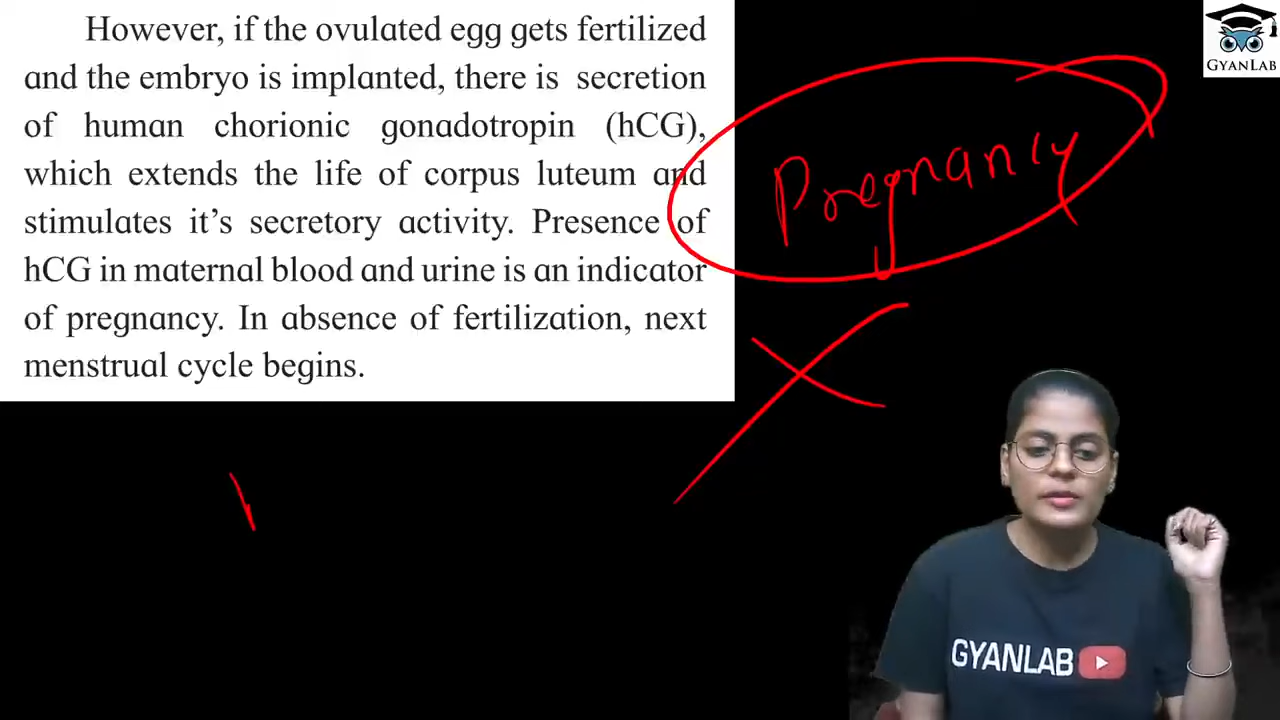 However, if the ovulated egg gets fertilized
and the embryo is implanted, there is secretion
of human chorionic gonadotropin (hCG),
which extends the life of corpus luteum and
stimulates it’s secretory activity. Presence of
hCG in maternal blood and urine is an indicator
of pregnancy. In absence of fertilization, next
menstrual cycle begins.
Pregnancy
GYANLAB
GYANLAB